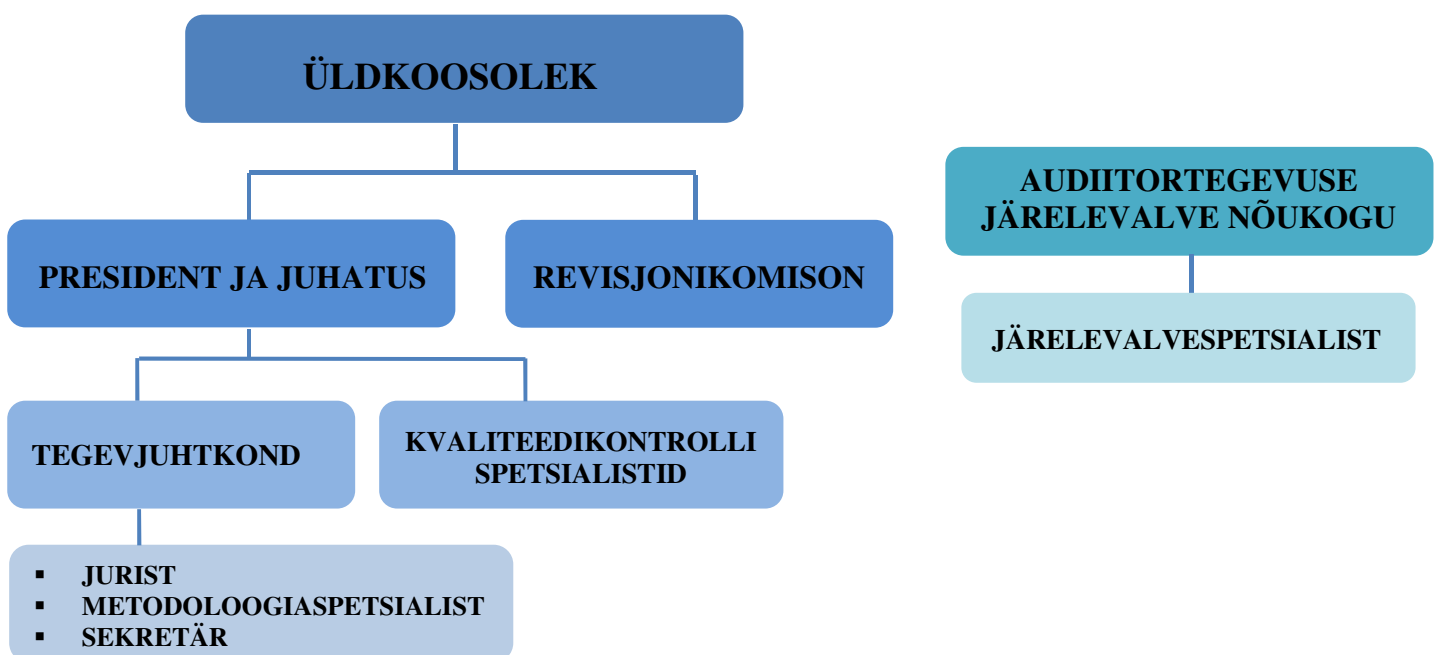 ÜLDKOOSOLEK
AUDIITORTEGEVUSE
JÄRELEVALVE NÕUKOGU
PRESIDENT JA JUHATUS
REVISJONIKOMISON
JÄRELEVALVESPETSIALIST
TEGEVJUHTKOND
KVALITEEDIKONTROLLI
SPETSIALISTID
▪ JURIST
▪ METODOLOOGIASPETSIALIST
▪ SEKRETÄR